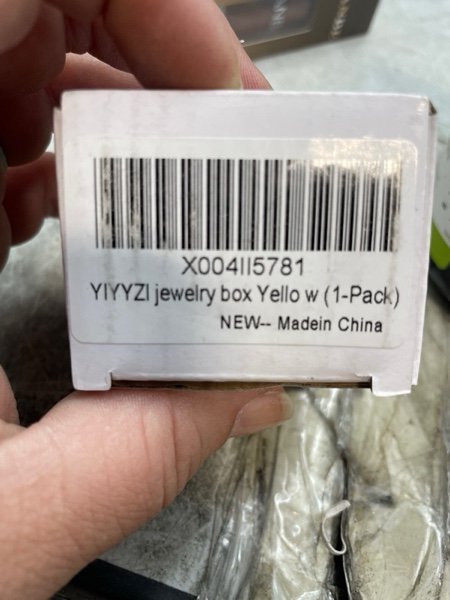 X004II5781
YIYYZI jewelry box Yello w (1-Pack)
NEW-- Madein China